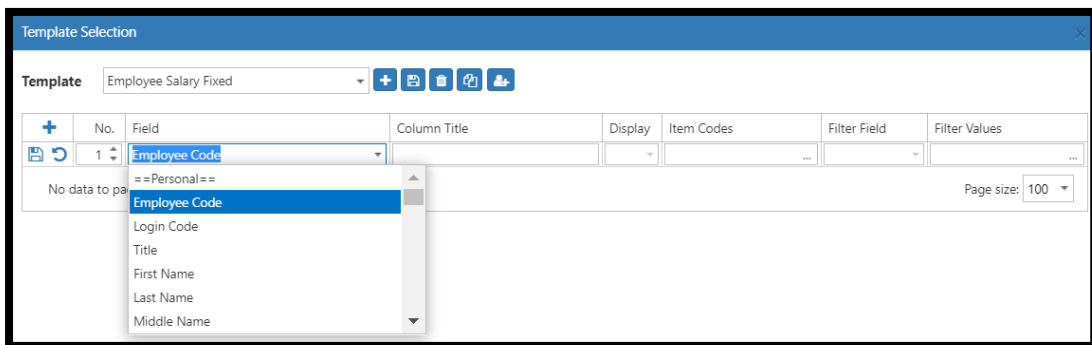 Template Selection
Template Employee Salary Fixed
No. Field Column Title Display Item Codes Filter Field Filter Values
1 Employee Code ... ...
No data to pa Page size: 100
==Personal==
Employee Code
Login Code
Title
First Name
Last Name
Middle Name